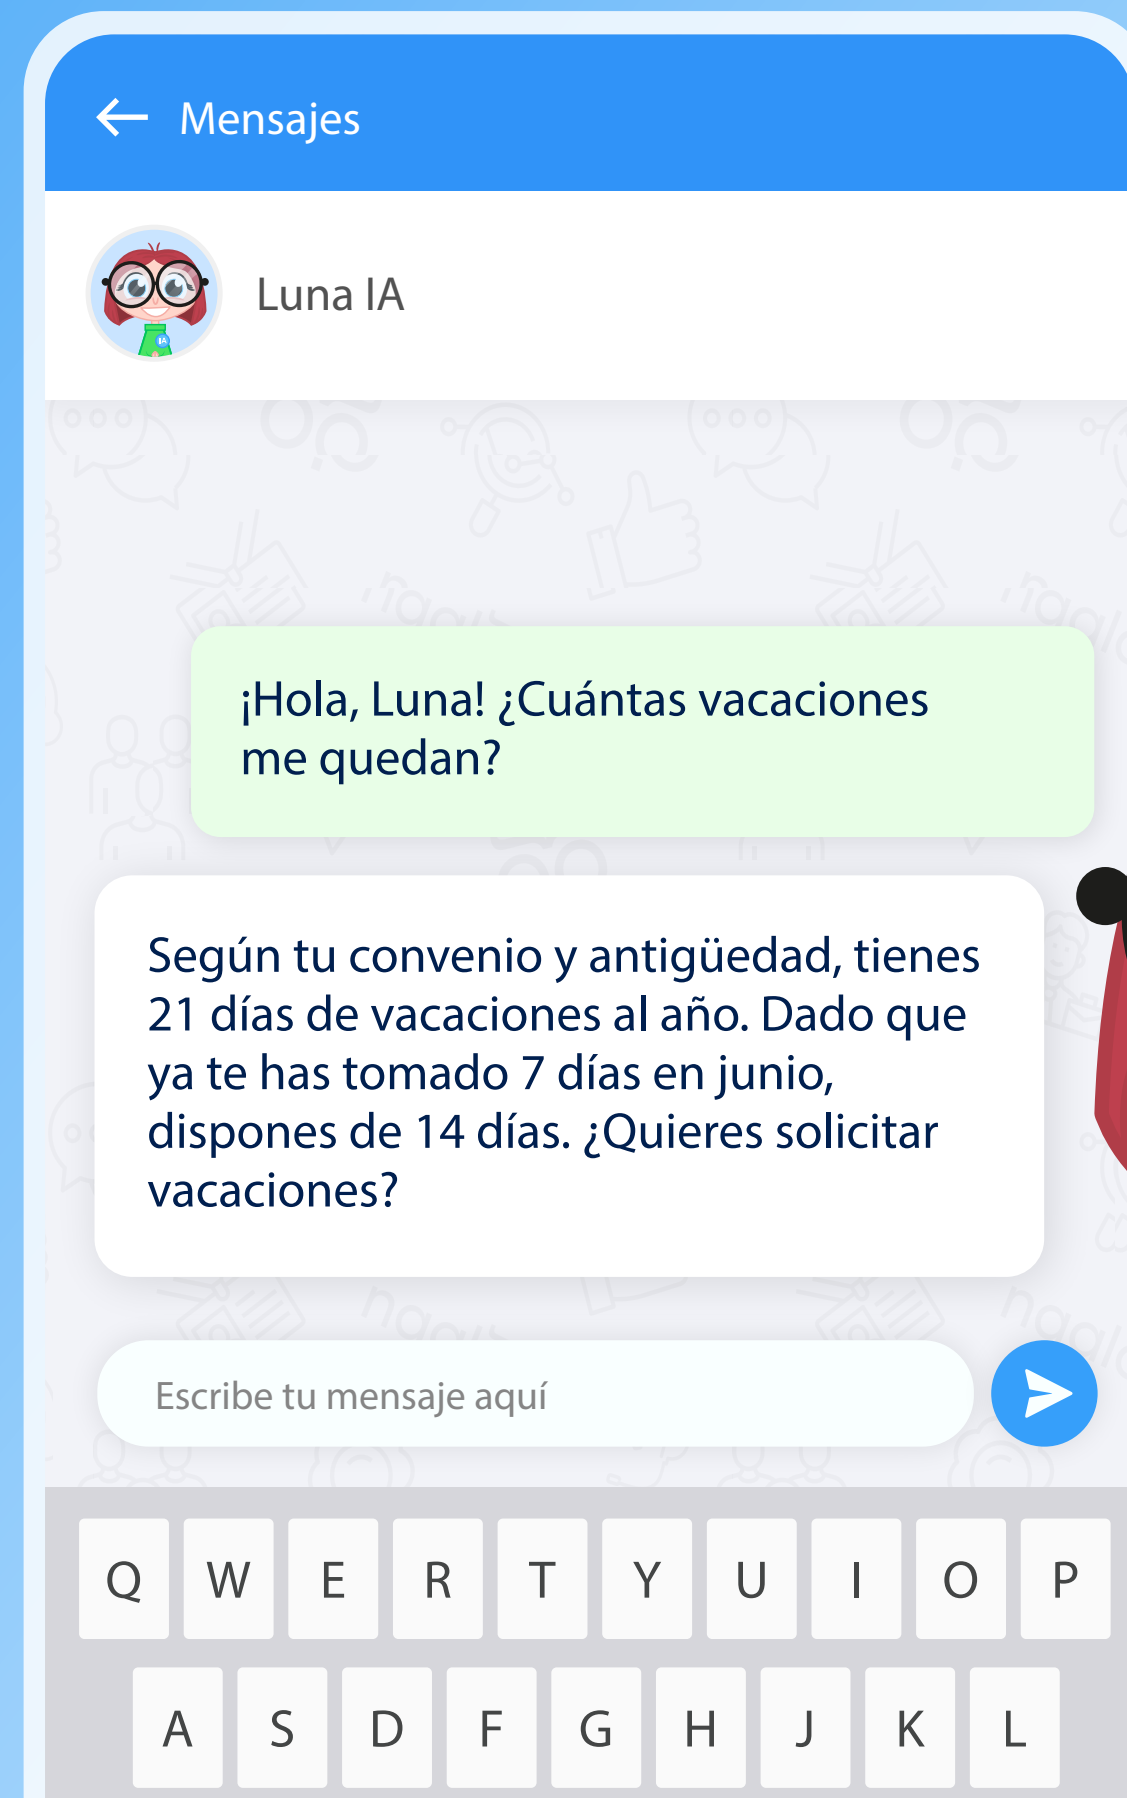 Mensajes
Luna IA
IA
¡Hola, Luna! ¿Cuántas vacaciones
me quedan?
Según tu convenio y antigüedad, tienes
21 días de vacaciones al año. Dado que
ya te has tomado 7 días en junio,
dispones de 14 días. ¿Quieres solicitar
vacaciones?
Escribe tu mensaje aquí
Q W E R T Y U I O P
A S D F G H J K L